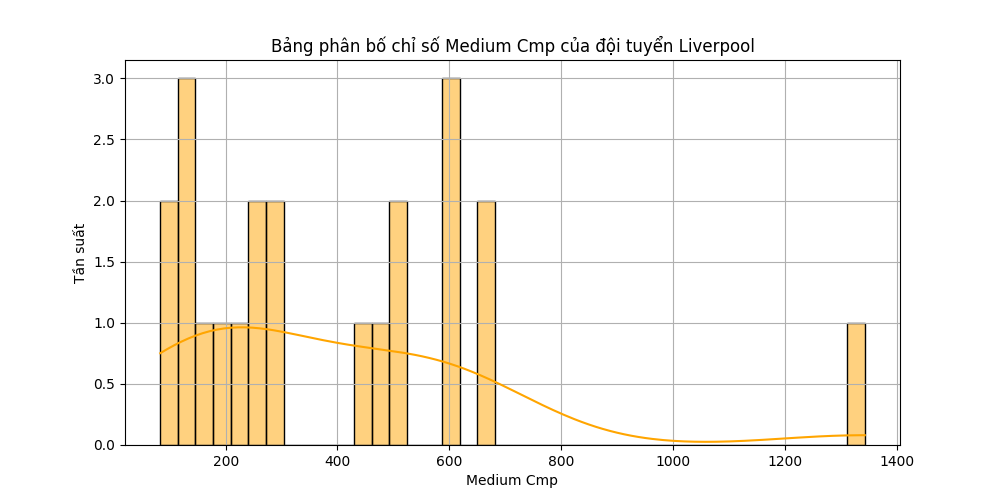 Bảng phân bố chỉ số Medium Cmp của đội tuyển Liverpool
3.0
2.5
2.0
1.5
1.0
0.5
0.0
Tần suất
200 400 600 800 1000 1200 1400
Medium Cmp